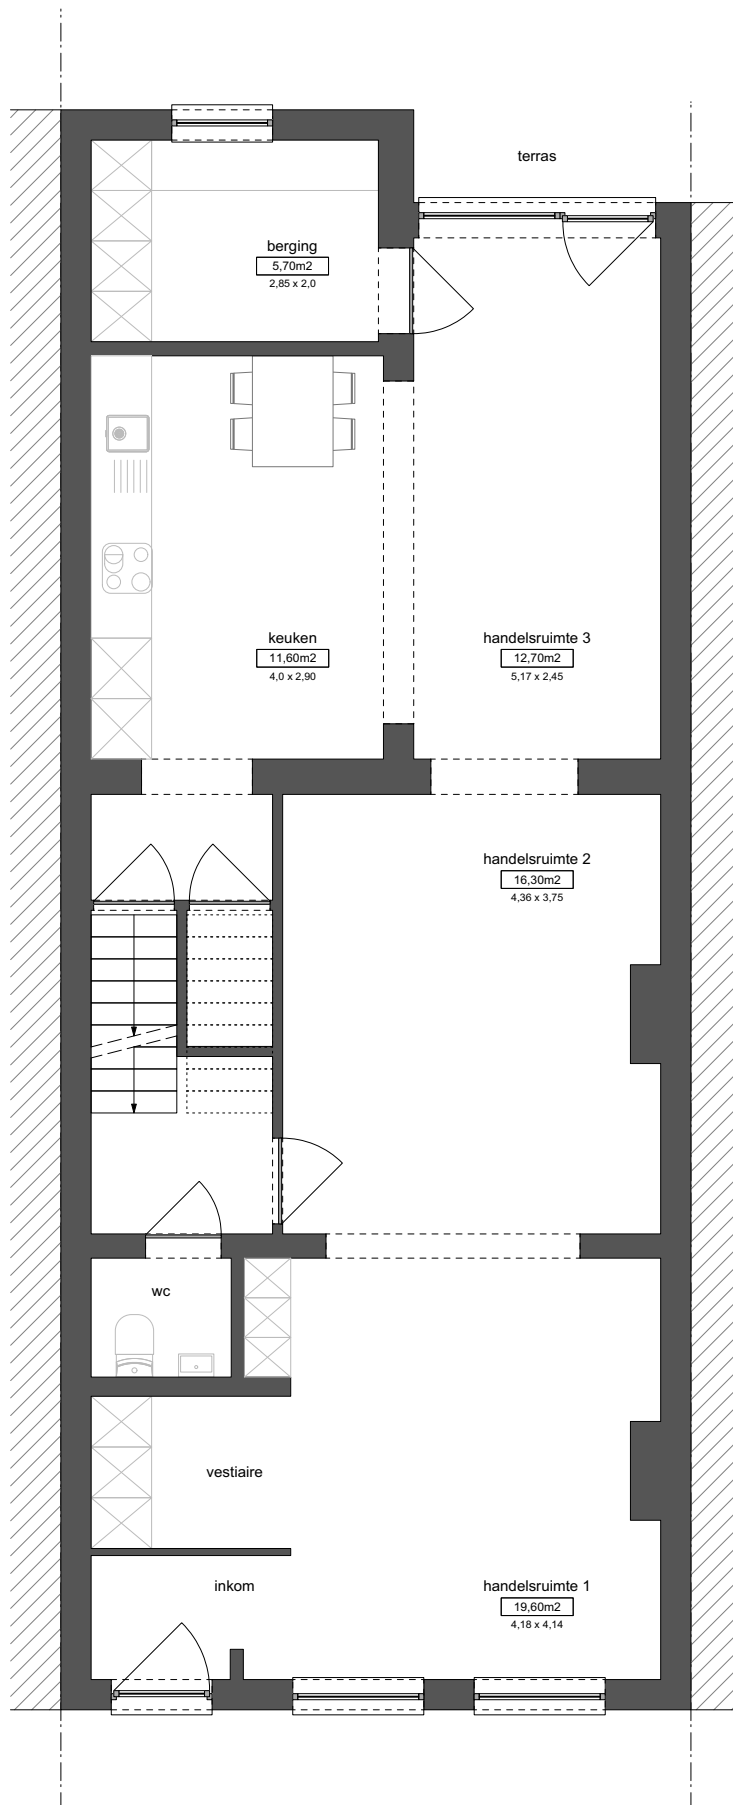 terras
berging
5,70m2
2,85 x 2,0
keuken
11,60m2
4,0 x 2,90
handelsruimte 3
12,70m2
5,17 x 2,45
handelsruimte 2
16,30m2
4,36 x 3,75
wc
vestiaire
inkom
handelsruimte 1
19,60m2
4,18 x 4,14